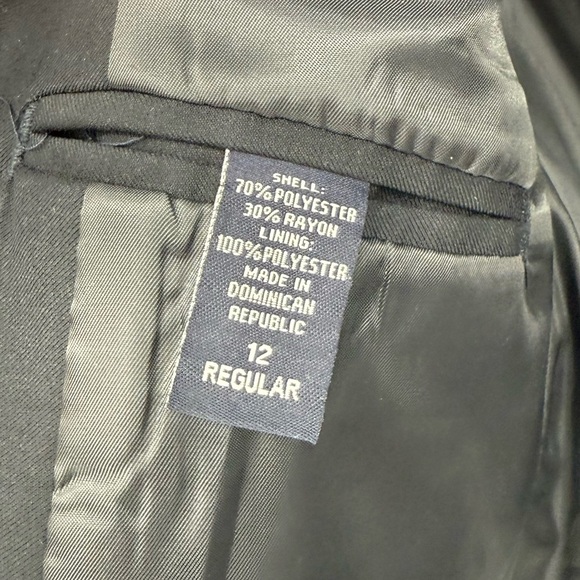 SHELL:
70% POLYESTER
30% RAYON
LINING:
100% POLYESTER
MADE IN
DOMINICAN
REPUBLIC
12
REGULAR